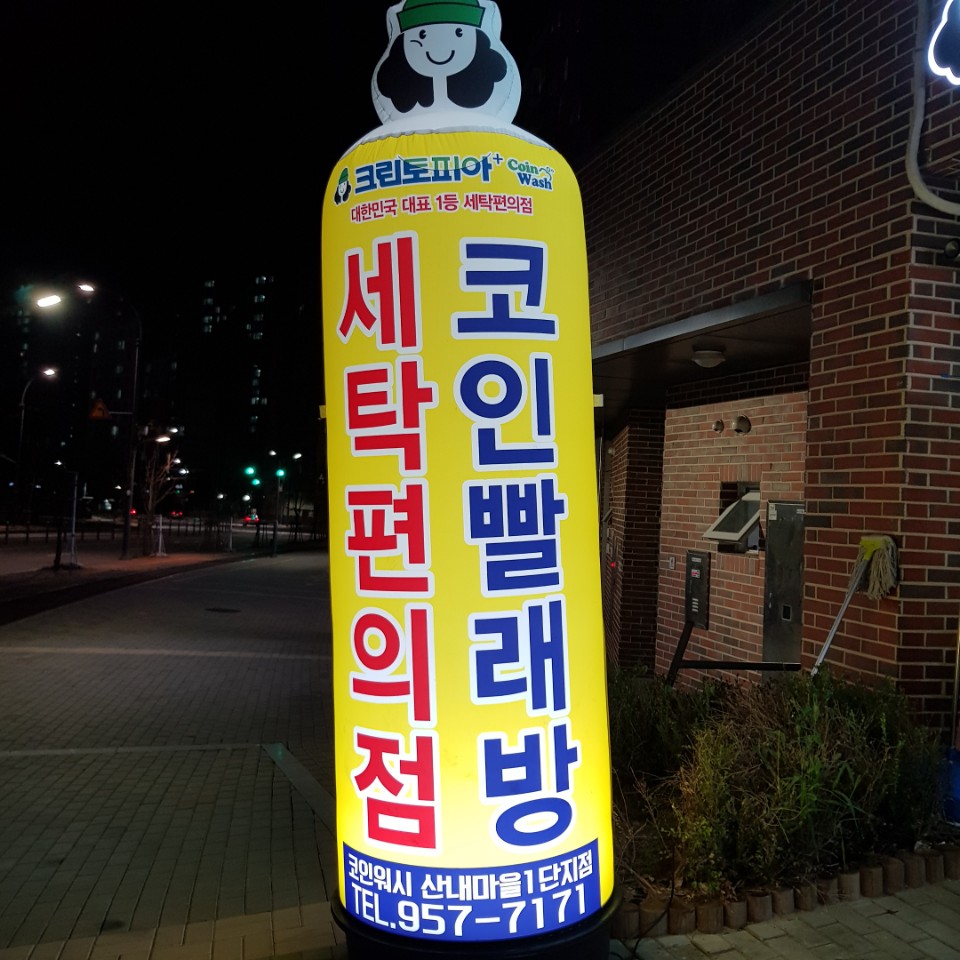 크린토피아+ Coin Wash
대한민국 대표 1등 세탁편의점
세탁편의점
코인빨래방
코인워시 산내마을1단지점
TEL.957-7171